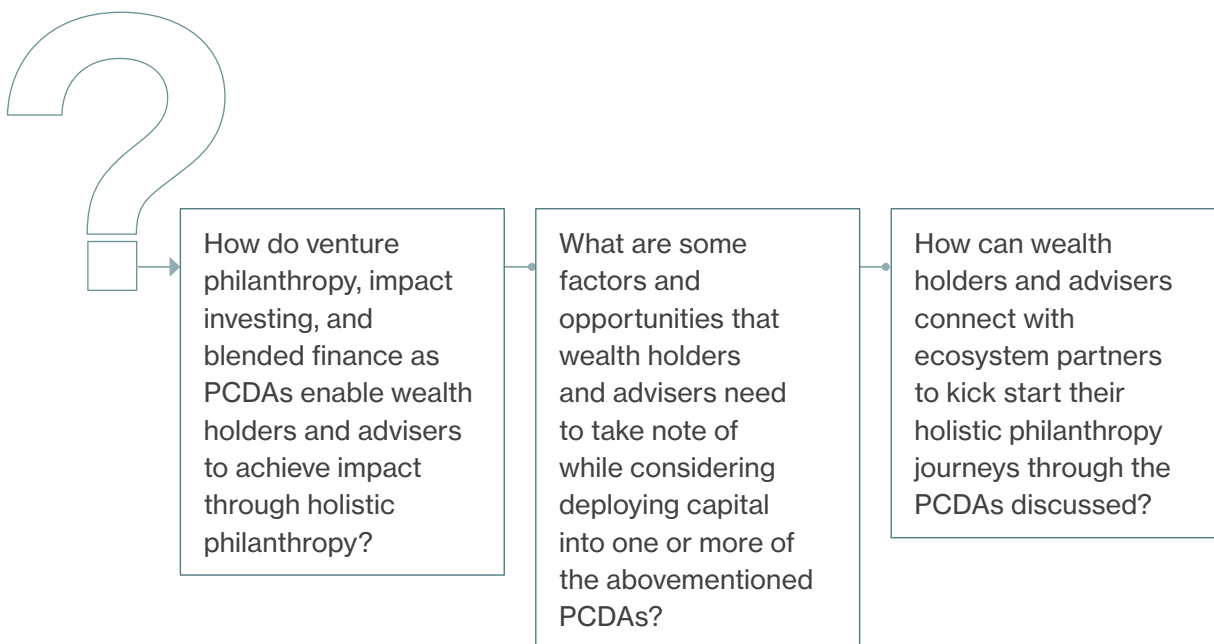 How do venture
philanthropy, impact
investing, and
blended finance as
PCDAs enable wealth
holders and advisers
to achieve impact
through holistic
philanthropy?
What are some
factors and
opportunities that
wealth holders
and advisers need
to take note of
while considering
deploying capital
into one or more of
the abovementioned
PCDAs?
How can wealth
holders and advisers
connect with
ecosystem partners
to kick start their
holistic philanthropy
journeys through the
PCDAs discussed?